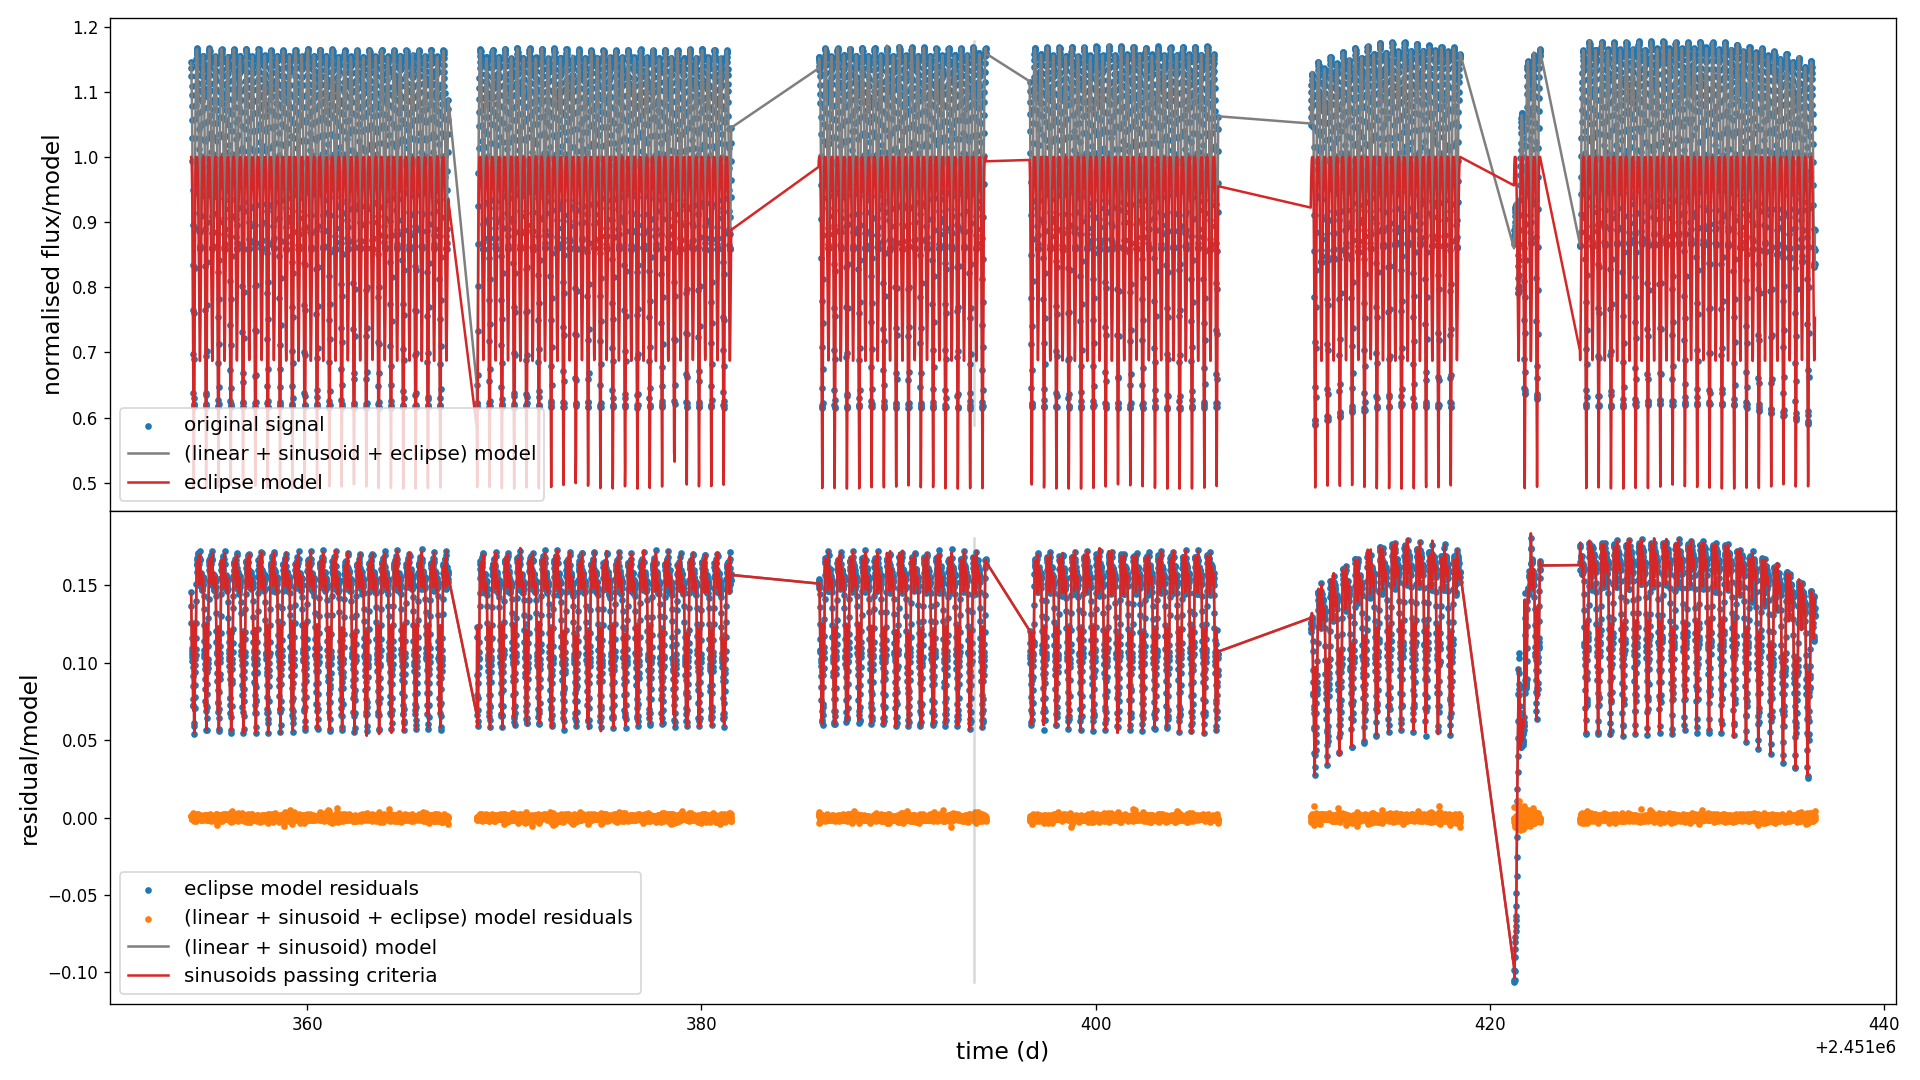 1.2
1.1
1.0
0.9
0.8
0.7
0.6
0.5
normalised flux/model
original signal
(linear + sinusoid + eclipse) model
eclipse model
0.15
0.10
0.05
0.00
−0.05
−0.10
residual/model
eclipse model residuals
(linear + sinusoid + eclipse) model residuals
(linear + sinusoid) model
sinusoids passing criteria
360 380 400 420 440
time (d)
+2.451e6